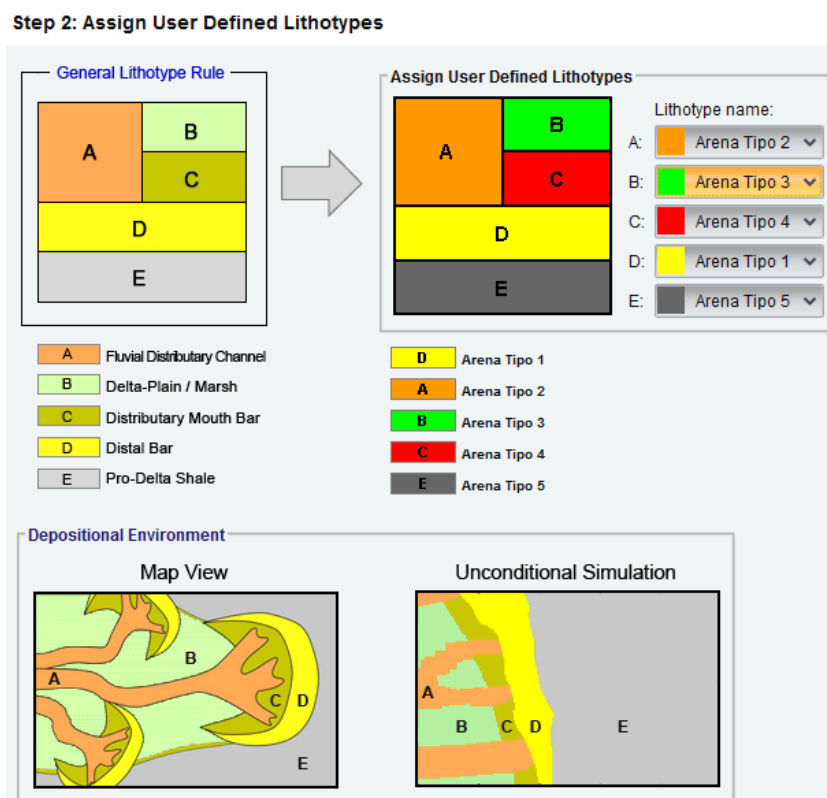 Step 2: Assign User Defined Lithotypes
General Lithotype Rule
A
B
C
D
E
Assign User Defined Lithotypes
A
B
C
D
E
Lithotype name:
A: Arena Tipo 2
B: Arena Tipo 3
C: Arena Tipo 4
D: Arena Tipo 1
E: Arena Tipo 5
A Fluvial Distributary Channel
B Delta-Plain / Marsh
C Distributary Mouth Bar
D Distal Bar
E Pro-Delta Shale
D Arena Tipo 1
A Arena Tipo 2
B Arena Tipo 3
C Arena Tipo 4
E Arena Tipo 5
Depositional Environment
Map View
B
A
C D
E
Unconditional Simulation
A
B C D E